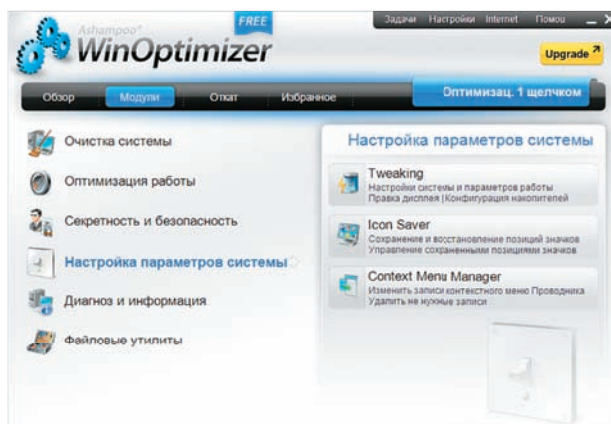 FREE
Задачи Настройки Internet Помощ
Ashampoo®
WinOptimizer
Upgrade
Обзор Модули Откат Избранное Оптимизац. 1 щелчком
Очистка системы
Оптимизация работы
Секретность и безопасность
Настройка параметров системы
Диагноз и информация
Файловые утилиты
Настройка параметров системы
Tweaking
Настройки системы и параметров работы
Правка дисплея |Конфигурация накопителей
Icon Saver
Сохранение и восстановление позиций значков
Управление сохраненными позициями значков
Context Menu Manager
Изменить записи контекстного меню Проводника
Удалить не нужные записи